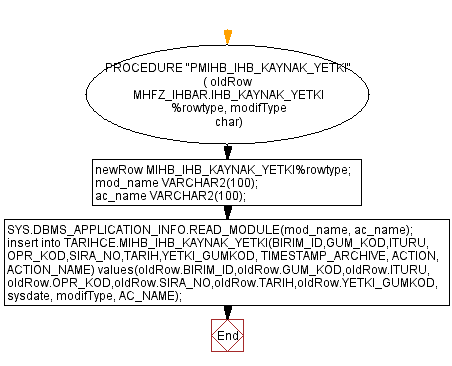 PROCEDURE "PMIHB_IHB_KAYNAK_YETKI"
( oldRow
MHFZ_IHBAR.IHB_KAYNAK_YETKI
%rowtype, modifType
char)
newRow MIHB_IHB_KAYNAK_YETKI%rowtype;
mod_name VARCHAR2(100);
ac_name VARCHAR2(100);
SYS.DBMS_APPLICATION_INFO.READ_MODULE(mod_name, ac_name);
insert into TARIHCE.MIHB_IHB_KAYNAK_YETKI(BIRIM_ID,GUM_KOD,ITURU,
OPR_KOD,SIRA_NO,TARIH,YETKI_GUMKOD, TIMESTAMP_ARCHIVE, ACTION,
ACTION_NAME) values(oldRow.BIRIM_ID,oldRow.GUM_KOD,oldRow.ITURU,
oldRow.OPR_KOD,oldRow.SIRA_NO,oldRow.TARIH,oldRow.YETKI_GUMKOD,
sysdate, modifType, AC_NAME);
End